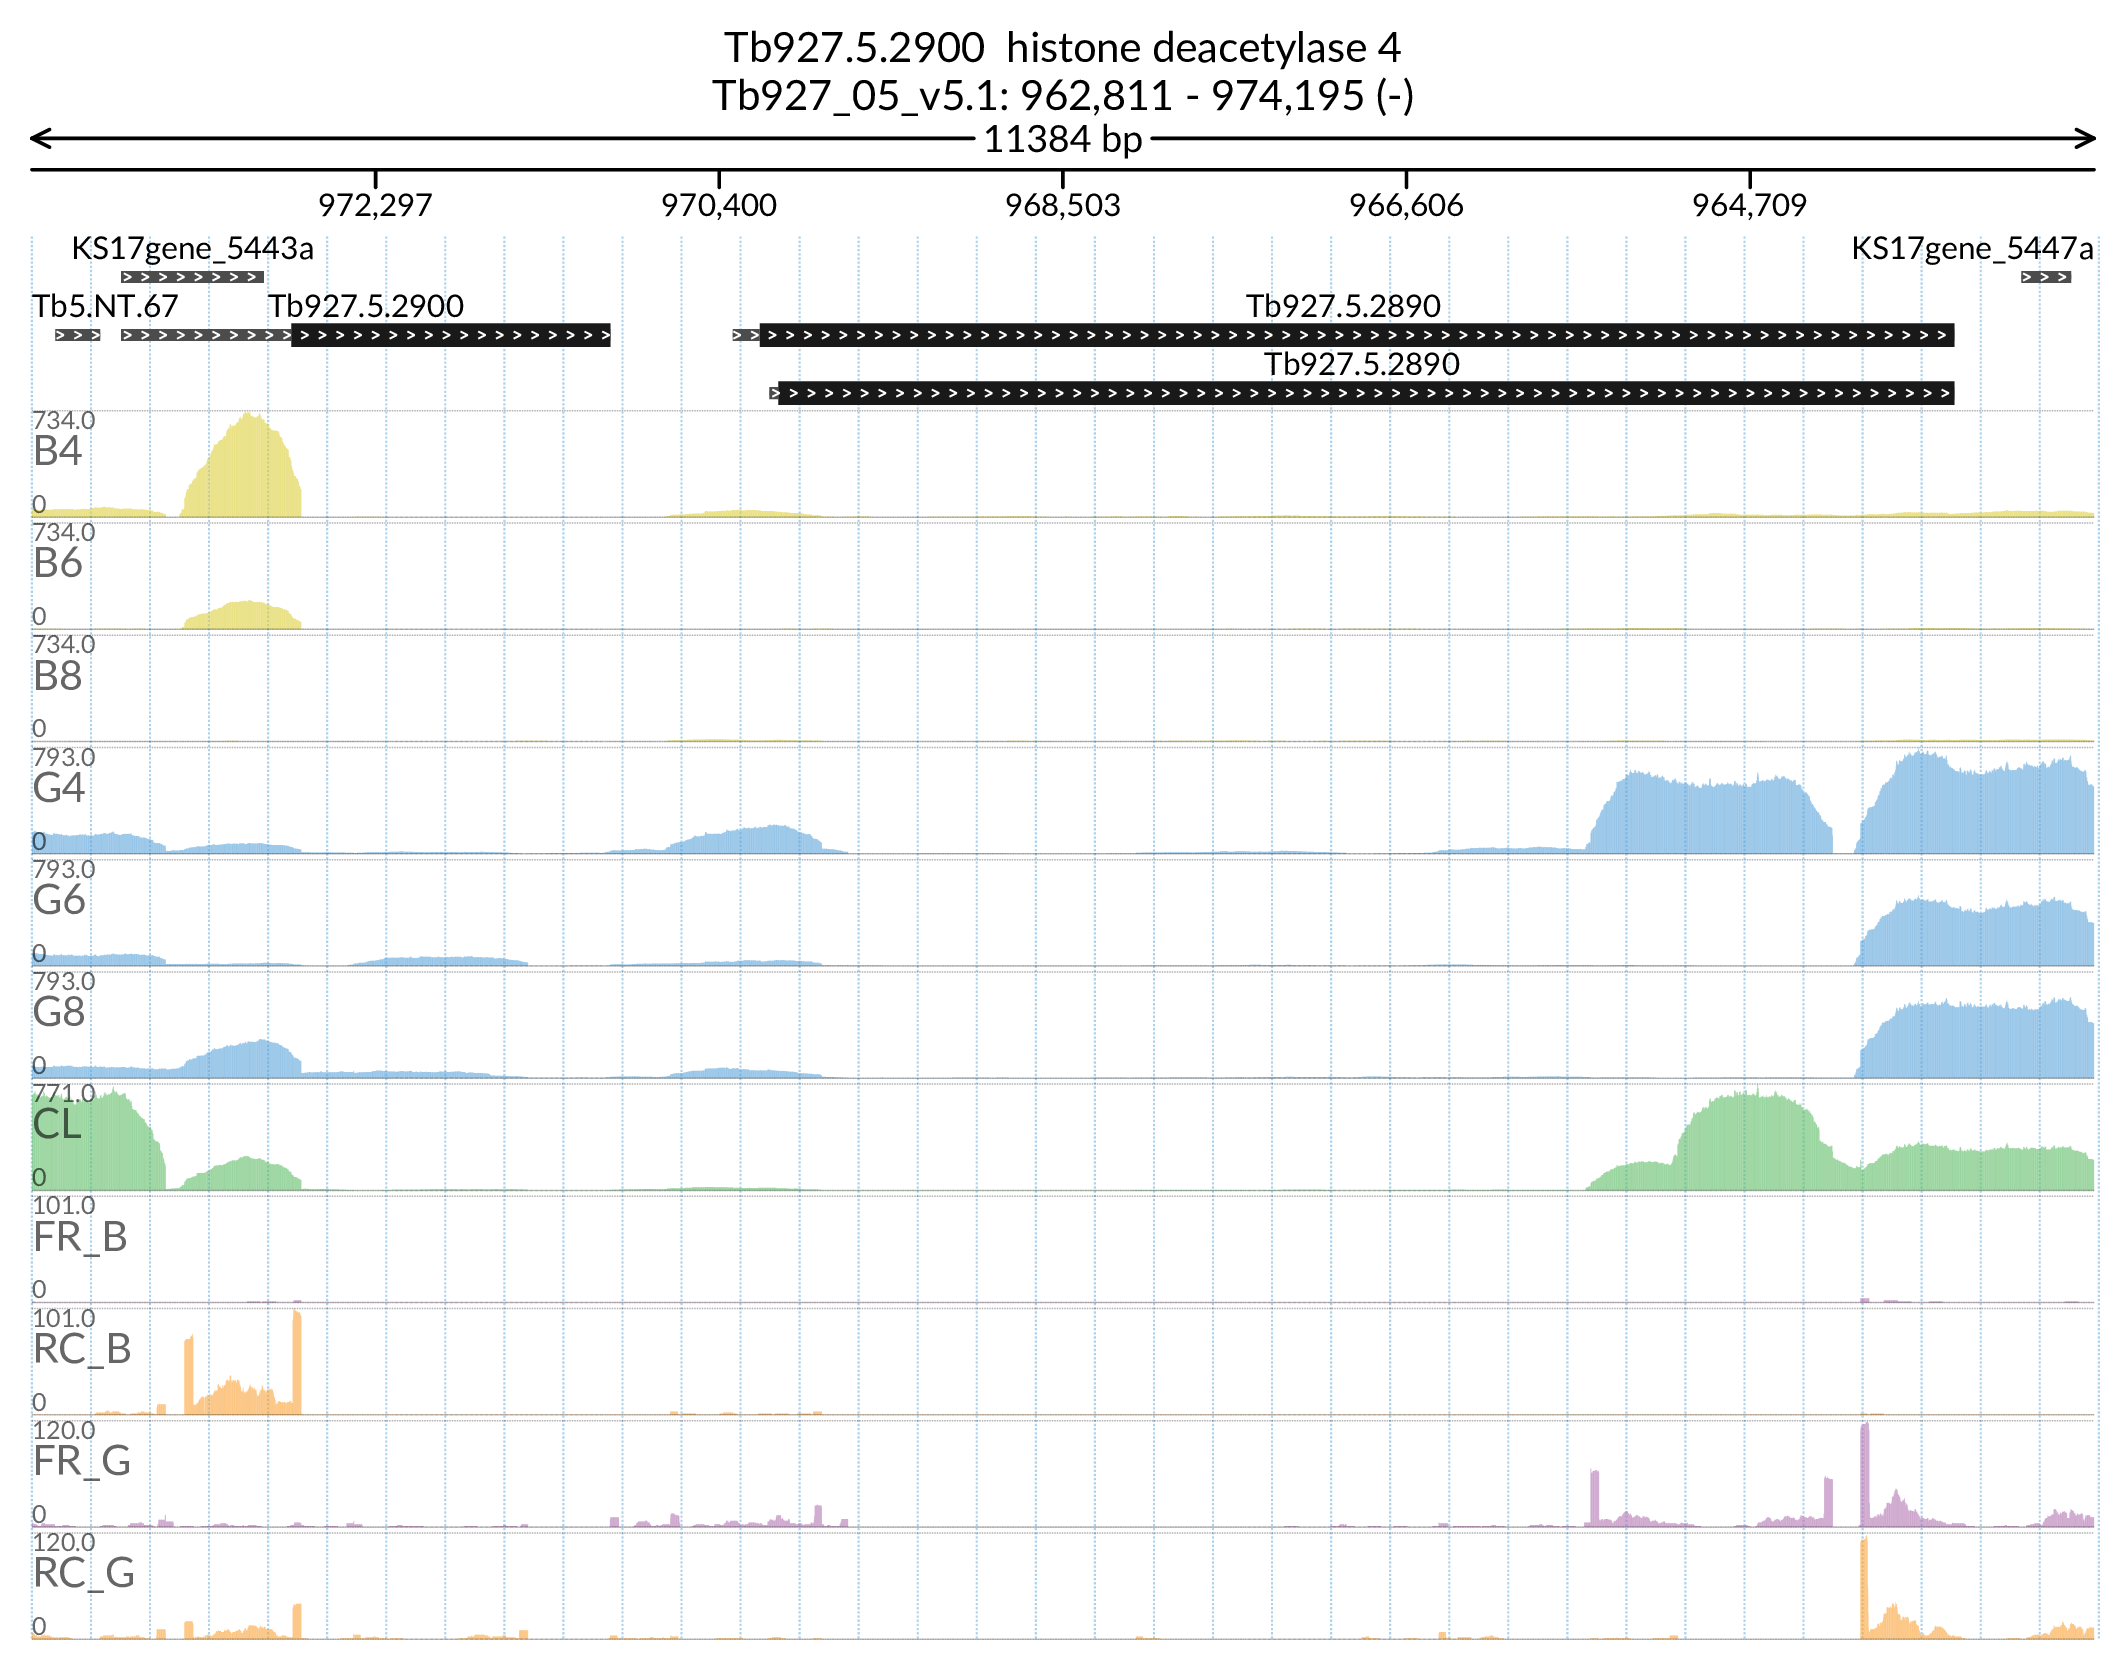 Tb927.5.2900 histone deacetylase 4
Tb927_05_v5.1: 962,811 - 974,195 (-)
11384 bp
972,297 970,400 968,503 966,606 964,709
KS17gene_5443a KS17gene_5447a
Tb5.NT.67 Tb927.5.2900 Tb927.5.2890
Tb927.5.2890
734.0
B4
0
734.0
B6
0
734.0
B8
0
793.0
G4
0
793.0
G6
0
793.0
G8
0
771.0
CL
0
101.0
FR_B
0
101.0
RC_B
0
120.0
FR_G
0
120.0
RC_G
0